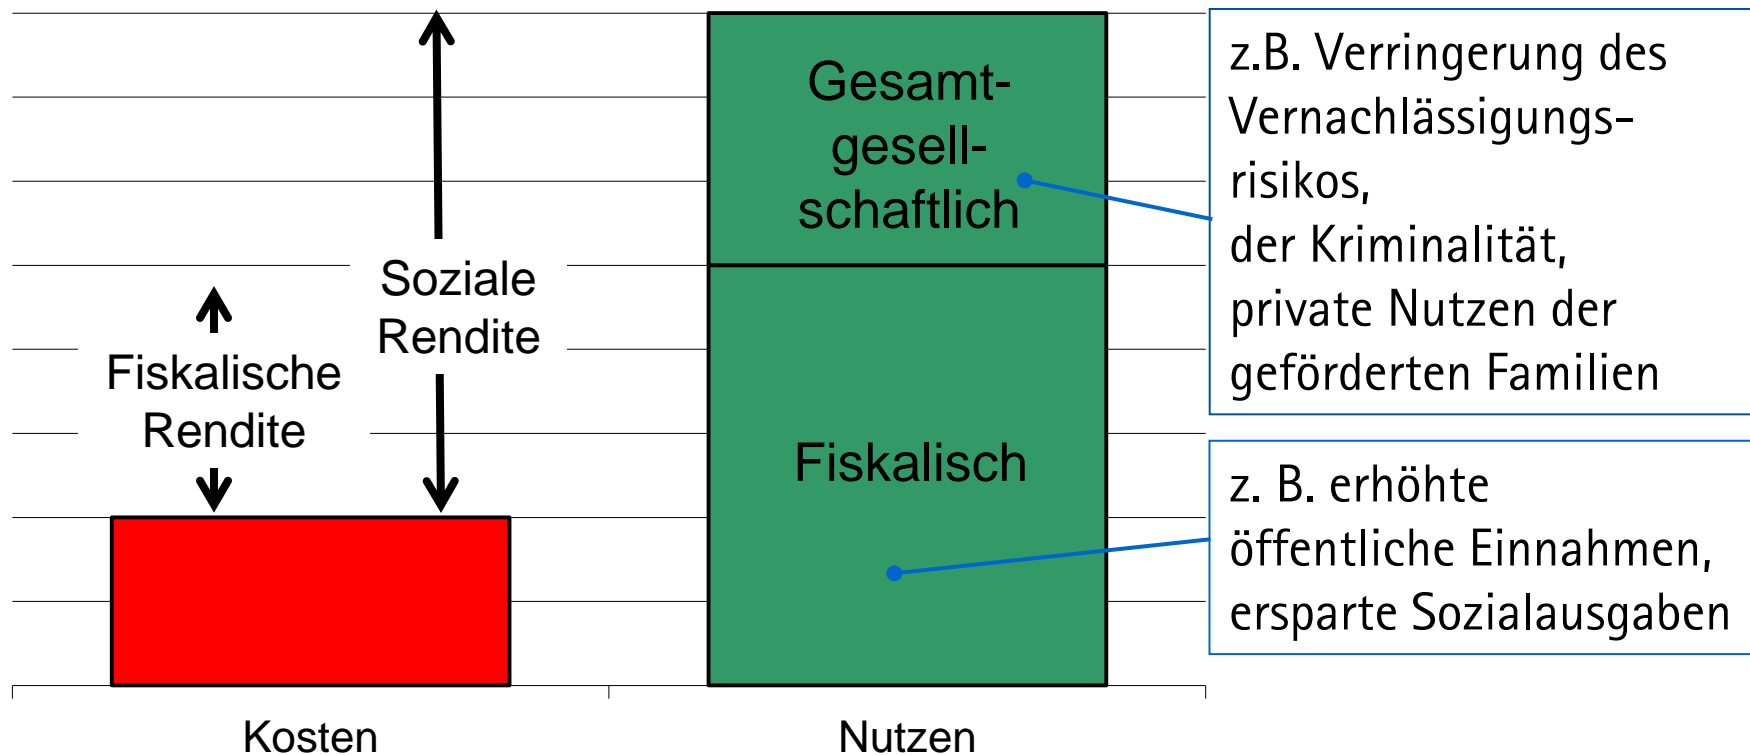 Soziale
Rendite
Fiskalische
Rendite
Gesamt-
gesell-
schaftlich
Fiskalisch
z.B. Verringerung des
Vernachlässigungs-
risikos,
der Kriminalität,
private Nutzen der
geförderten Familien
z. B. erhöhte
öffentliche Einnahmen,
ersparte Sozialausgaben
Kosten
Nutzen